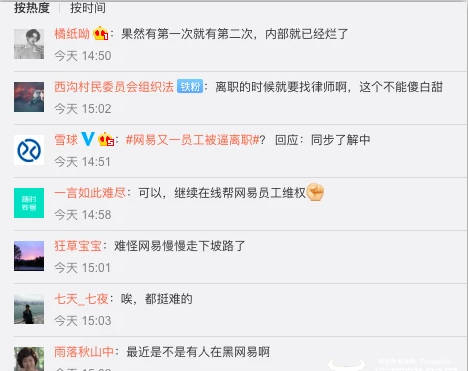 按热度 | 按时间
橘纸呦：果然有第一次就有第二次，内部就已经烂了
今天 14:50
西沟村民委员会组织法 铁粉：离职的时候就要找律师啊，这个不能傻白甜
今天 15:02
雪球：#网易又一员工被逼离职#？ 回应：同步了解中
今天 14:51
一言如此难尽：可以，继续在线帮网易员工维权
今天 14:58
狂草宝宝：难怪网易慢慢走下坡路了
今天 15:01
七天_七夜：唉，都挺难的
今天 15:03
雨落秋山中：最近是不是有人在黑网易啊